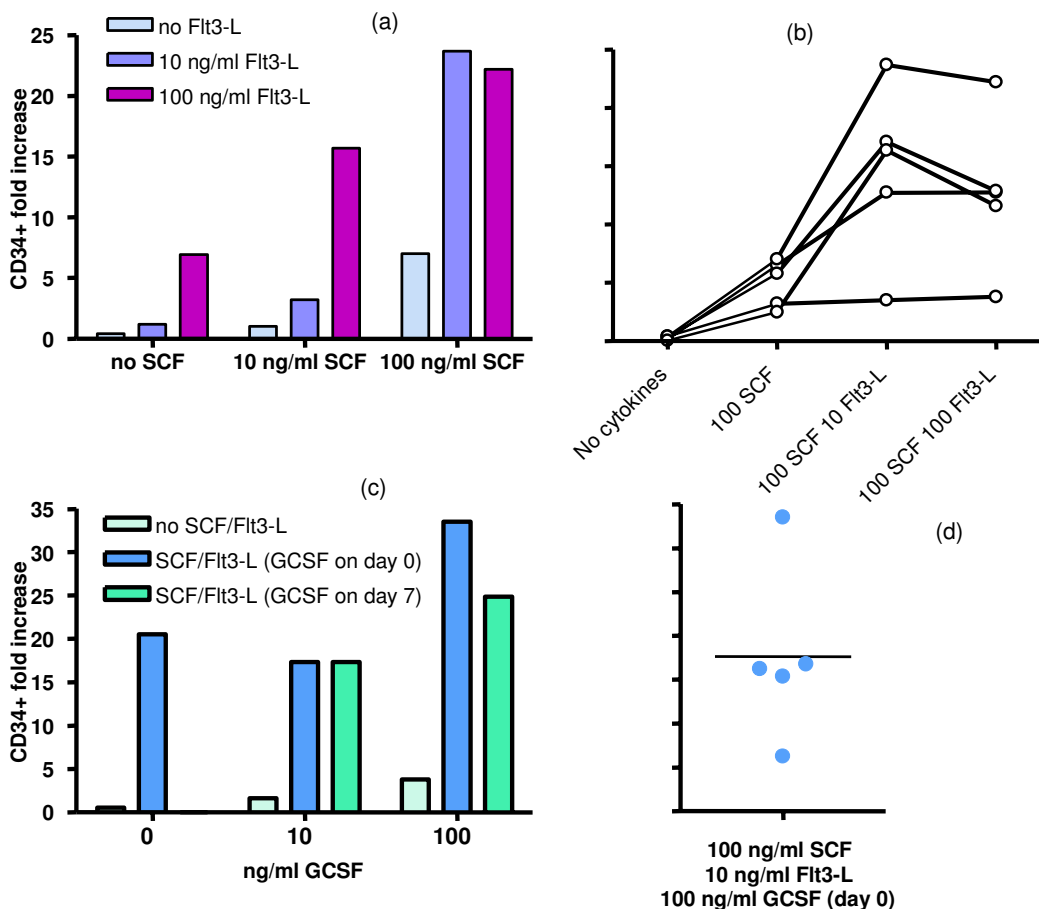 (a)
no Flt3-L
10 ng/ml Flt3-L
100 ng/ml Flt3-L
CD34+ fold increase
25
20
15
10
5
0
no SCF
10 ng/ml SCF
100 ng/ml SCF
(b)
No cytokines
100 SCF
100 SCF 10 Flt3-L
100 SCF 100 Flt3-L
(c)
no SCF/Flt3-L
SCF/Flt3-L (GCSF on day 0)
SCF/Flt3-L (GCSF on day 7)
CD34+ fold increase
35
30
25
20
15
10
5
0
0
10
100
ng/ml GCSF
(d)
100 ng/ml SCF
10 ng/ml Flt3-L
100 ng/ml GCSF (day 0)